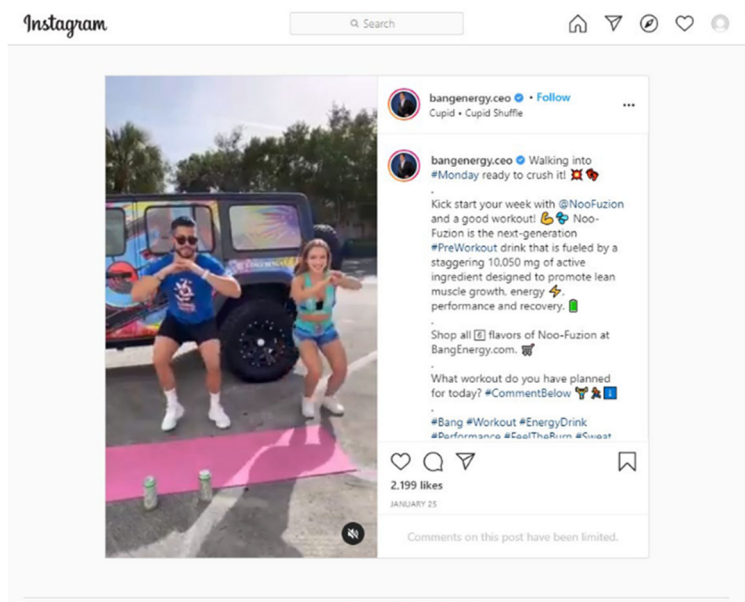 Instagram
Search
bangenergy.ceo • Follow
Cupid • Cupid Shuffle
bangenergy.ceo Walking into
#Monday ready to crush it! 💥 👣
.
Kick start your week with @NooFuzion
and a good workout! 💪 💨 Noo-
Fuzion is the next-generation
#PreWorkout drink that is fueled by a
staggering 10,050 mg of active
ingredient designed to promote lean
muscle growth, energy ⚡,
performance and recovery. 🔋
.
Shop all 6 flavors of Noo-Fuzion at
BangEnergy.com. 🛒
.
What workout do you have planned
for today? #CommentBelow
.
#Bang #Workout #EnergyDrink
#Performance #FeelTheBurn #Sweat
2,199 likes
JANUARY 25
Comments on this post have been limited.